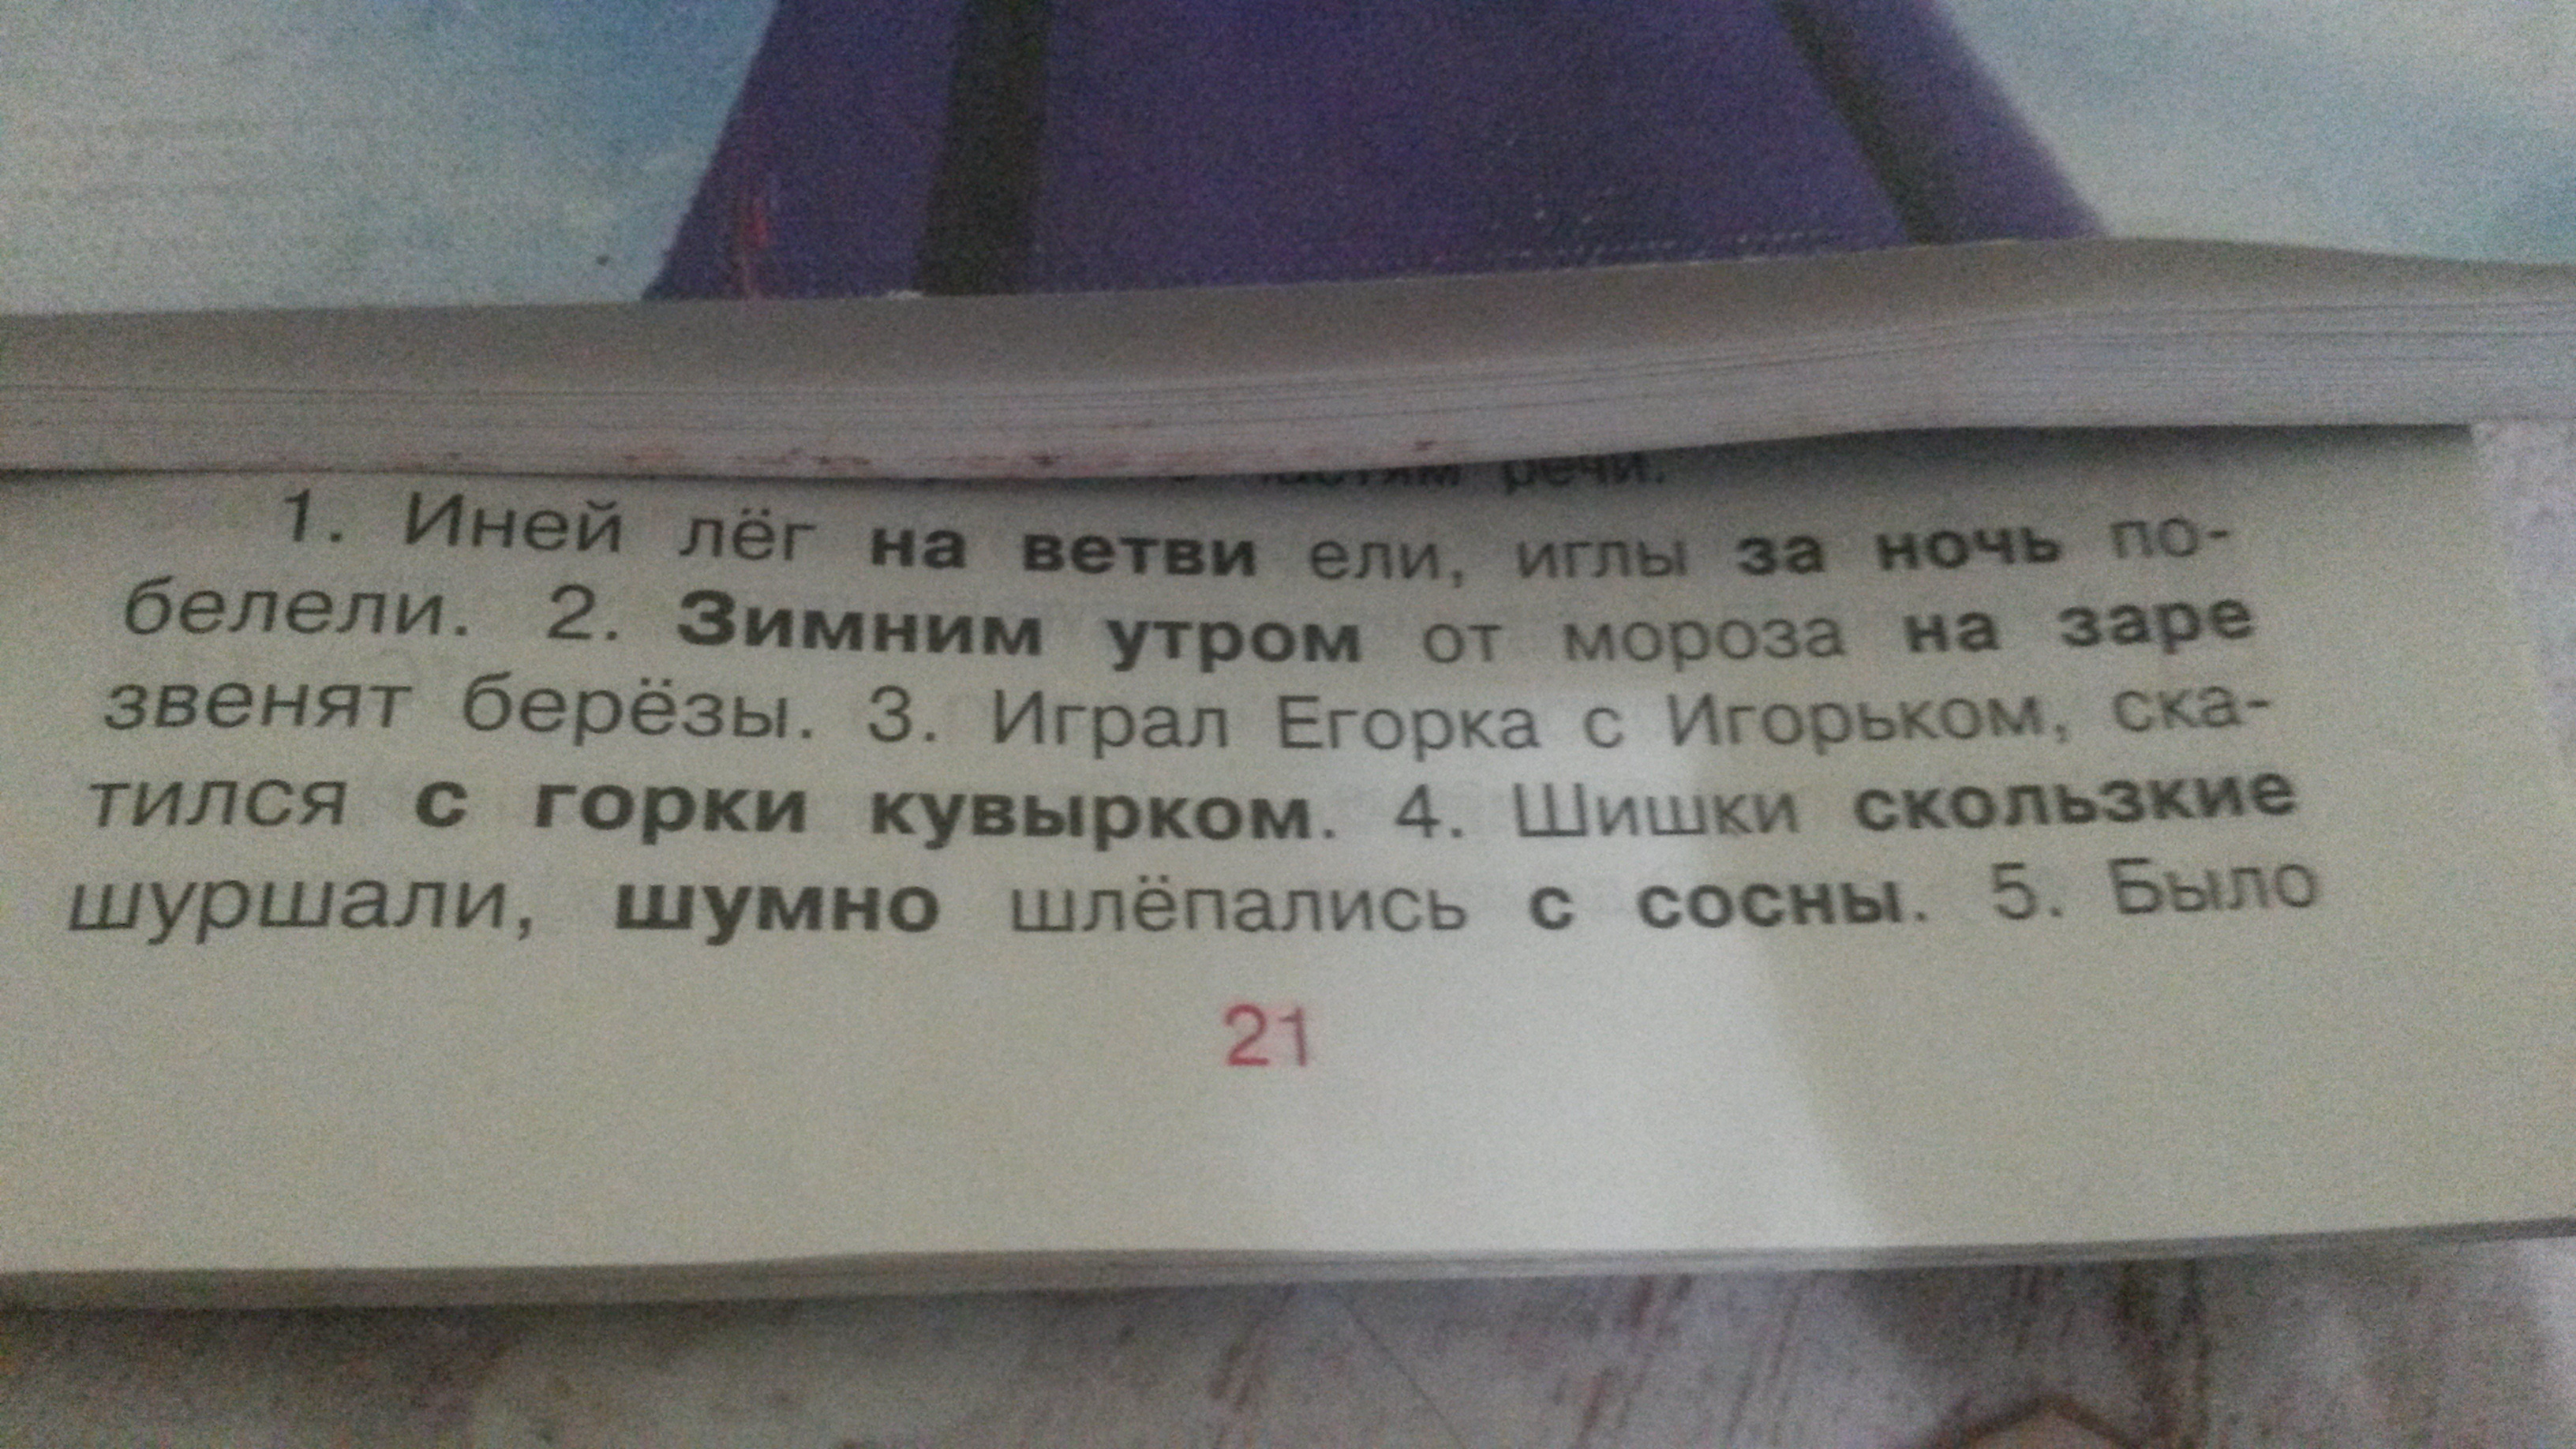 частям речи.
1. Иней лёг на ветви ели, иглы за ночь по-
белели. 2. Зимним утром от мороза на заре
звенят берёзы. 3. Играл Егорка с Игорьком, ска-
тился с горки кувырком. 4. Шишки скользкие
шуршали, шумно шлёпались с сосны. 5. Было
21